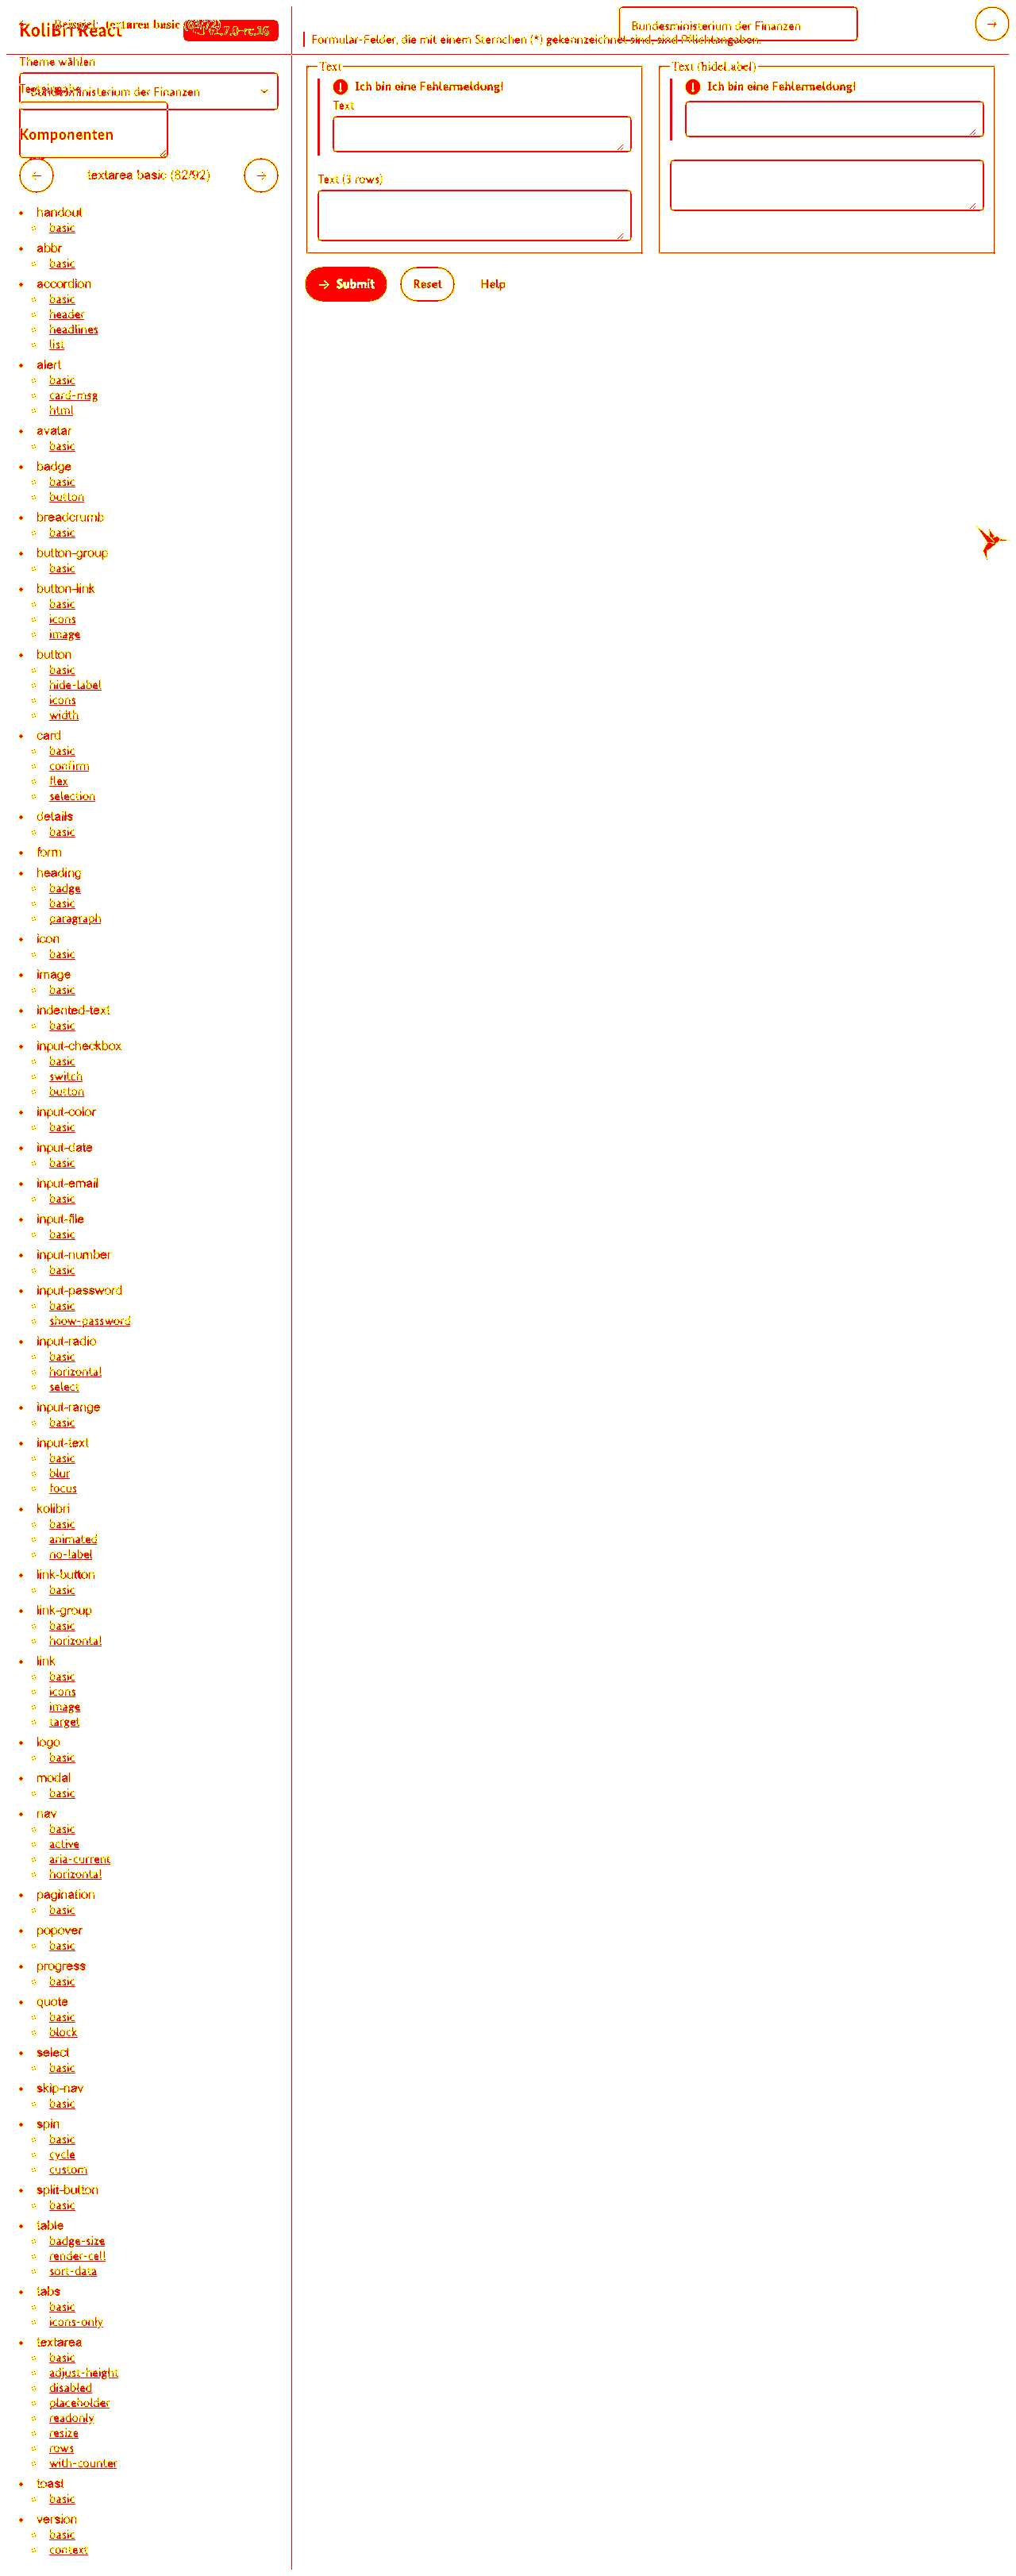 KoliBri React
Bundesministerium der Finanzen
Formular-Felder, die mit einem Sternchen (*) gekennzeichnet sind, sind Pflichtangaben.
Theme wählen
Bundesministerium der Finanzen
Komponenten
textarea basic (82/92)
Text
Ich bin eine Fehlermeldung!
Text
Text (3 rows)
Text (hideLabel)
Ich bin eine Fehlermeldung!
Submit
Reset
Help
handout
basic
abbr
basic
accordion
basic
header
headlines
list
alert
basic
card-msg
html
avatar
basic
badge
basic
button
breadcrumb
basic
button-group
basic
button-link
basic
icons
image
button
basic
hide-label
icons
width
card
basic
confirm
flex
selection
details
basic
form
heading
badge
basic
paragraph
icon
basic
image
basic
indented-text
basic
input-checkbox
basic
switch
button
input-color
basic
input-date
basic
input-email
basic
input-file
basic
input-number
basic
input-password
basic
show-password
input-radio
basic
horizontal
select
input-range
basic
input-text
basic
blur
focus
kolibri
basic
animated
no-label
link-button
basic
link-group
basic
horizontal
link
basic
icons
image
target
logo
basic
modal
basic
nav
basic
active
aria-current
horizontal
pagination
basic
popover
basic
progress
basic
quote
basic
block
select
basic
skip-nav
basic
spin
basic
cycle
custom
split-button
basic
table
badge-size
render-cell
sort-data
tabs
basic
icons-only
textarea
basic
adjust-height
disabled
placeholder
readonly
resize
rows
with-counter
toast
basic
version
basic
context